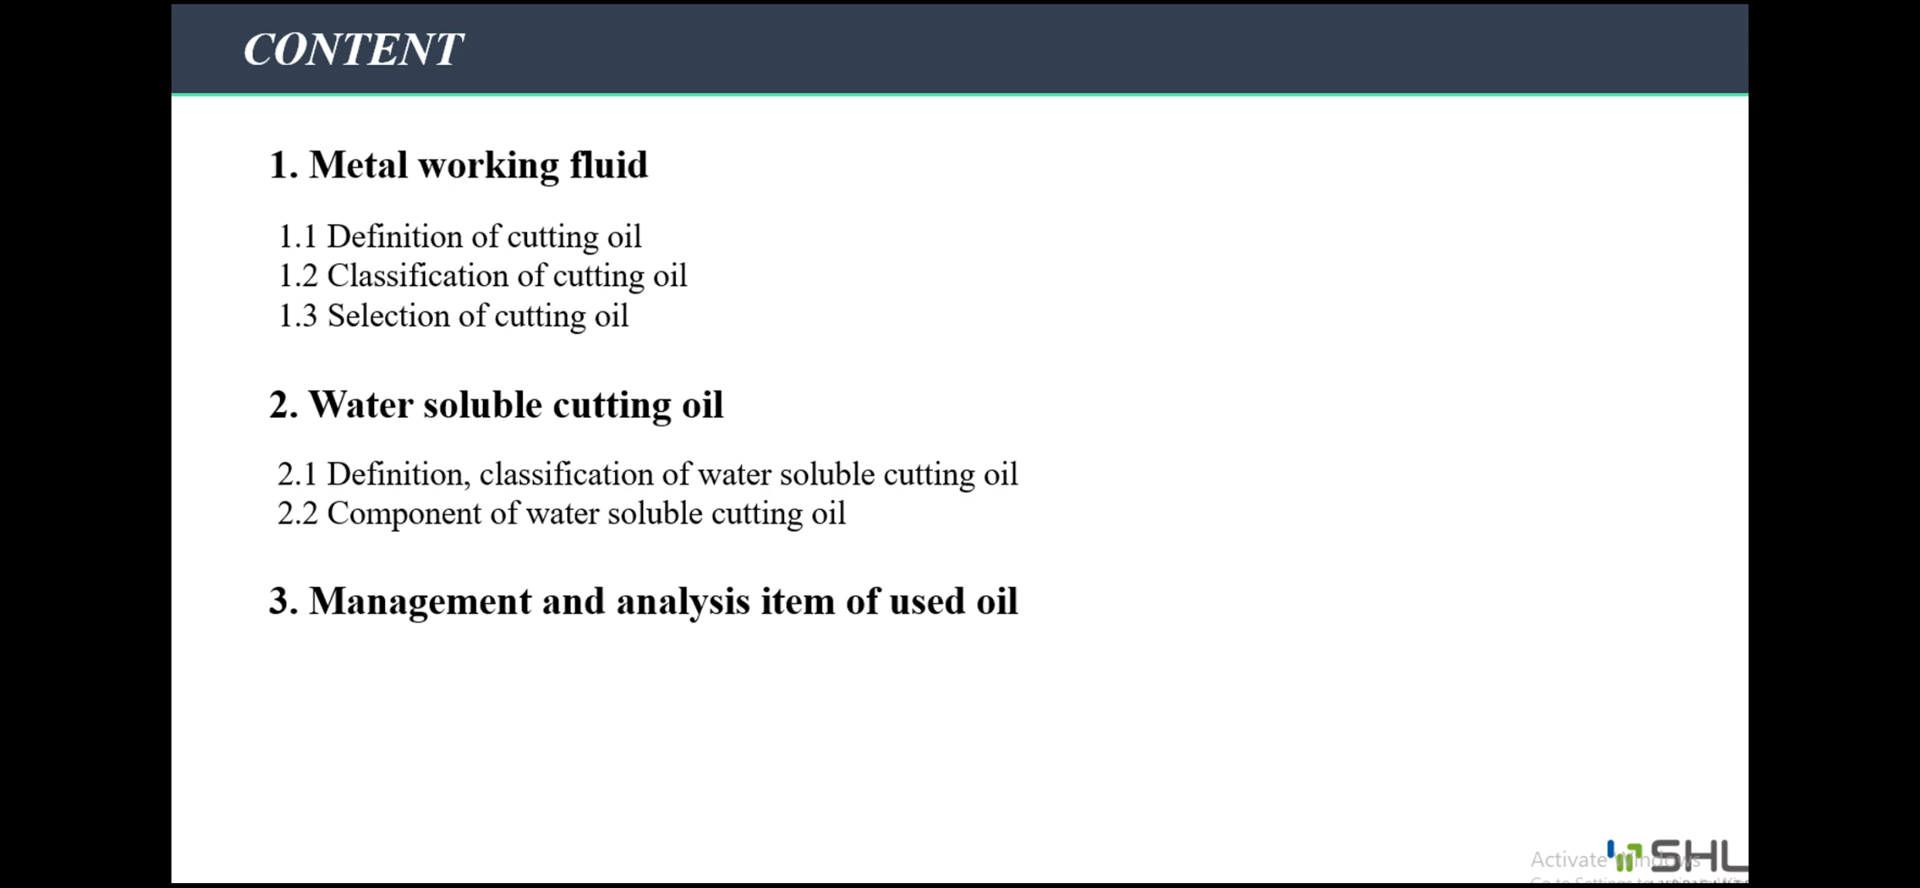 CONTENT
1. Metal working fluid
1.1 Definition of cutting oil
1.2 Classification of cutting oil
1.3 Selection of cutting oil
2. Water soluble cutting oil
2.1 Definition, classification of water soluble cutting oil
2.2 Component of water soluble cutting oil
3. Management and analysis item of used oil
Activate Windows
SHL